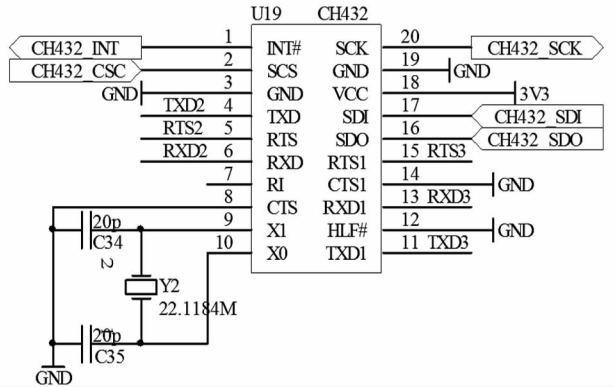 U19 CH432
CH432_INT 1 INT# SCK 20 CH432_SCK
CH432_CSC 2 SCS GND 19 GND
GND 3 GND VCC 18 3V3
TXD2 4 TXD SDI 17 CH432_SDI
RTS2 5 RTS SDO 16 CH432_SDO
RXD2 6 RXD RTS1 15 RTS3
7 RI CTS1 14 GND
8 CTS RXD1 13 RXD3
9 X1 HLF# 12 GND
10 X0 TXD1 11 TXD3
20p
C34
2
Y2
22.1184M
20p
C35
GND